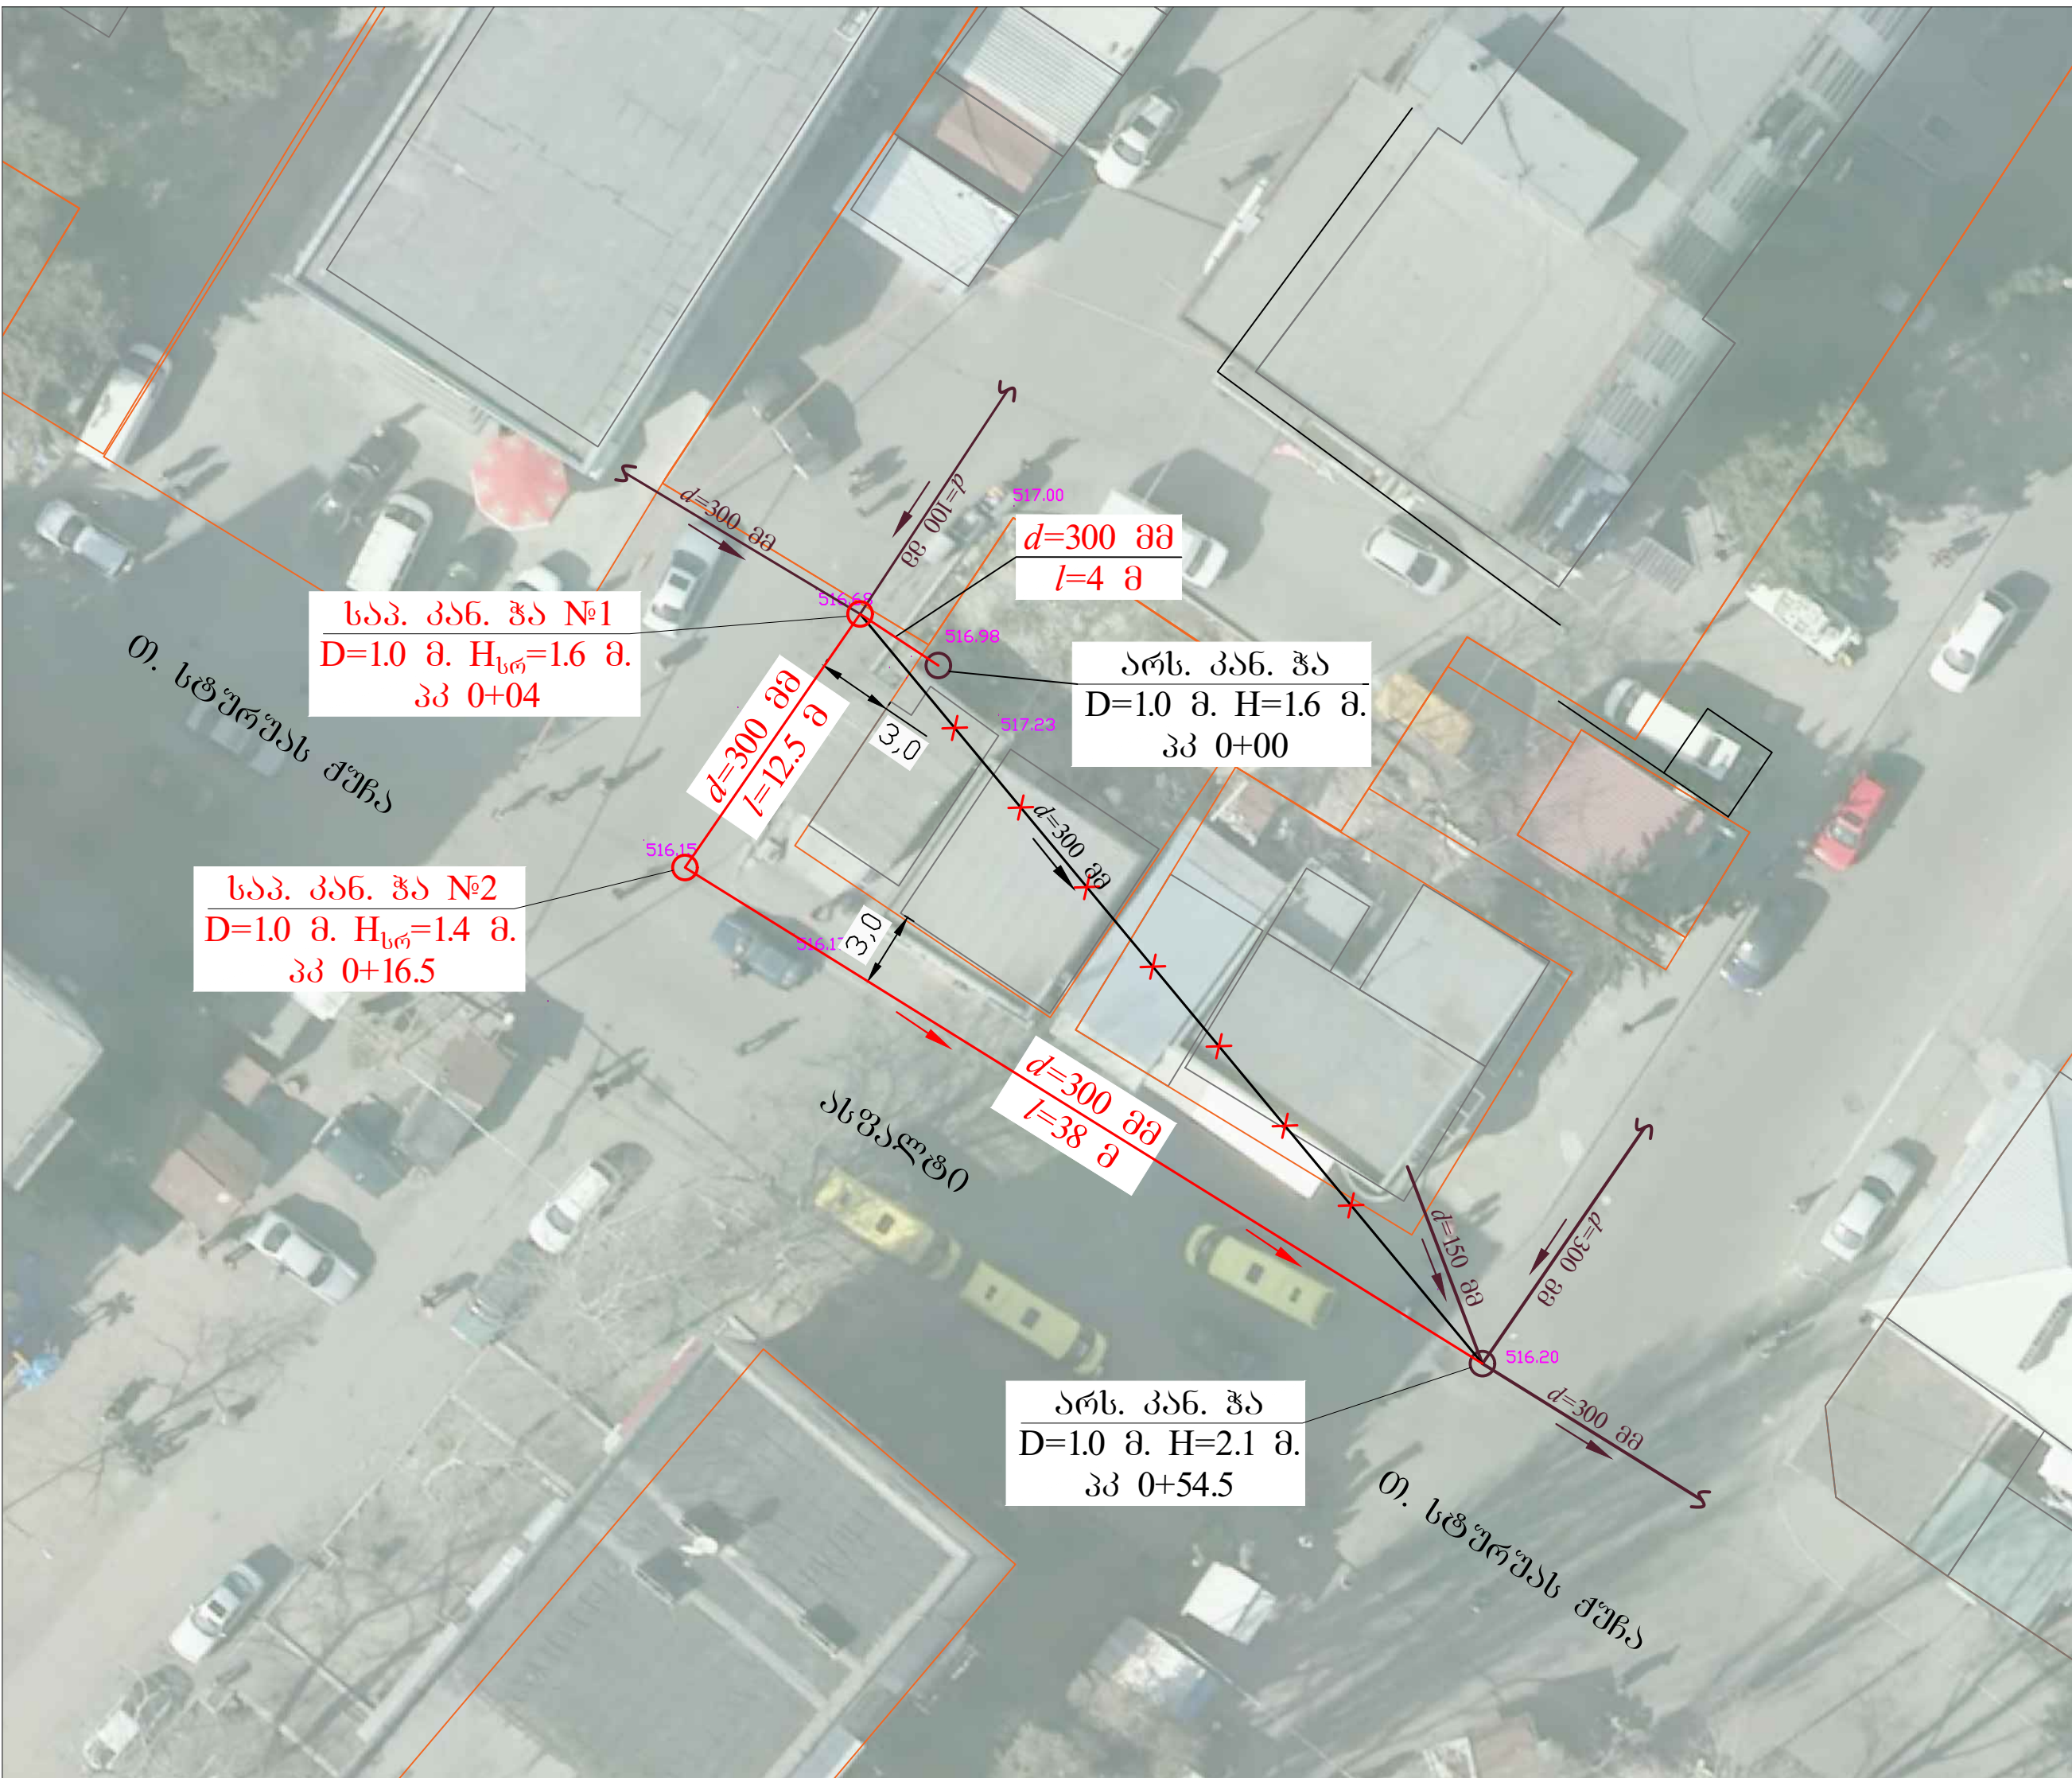 d=300 მმ
d=100 მმ
517.00
d=300 მმ
l=4 მ
516.68
საპ. კან. ჭა №1
D=1.0 მ. Hსრ=1.6 მ.
პკ 0+04
516.98
არს. კან. ჭა
D=1.0 მ. H=1.6 მ.
პკ 0+00
თ. სტურუას ქუჩა
d=300 მმ
l=12.5 მ
3,0
517.23
d=300 მმ
516.15
საპ. კან. ჭა №2
D=1.0 მ. Hსრ=1.4 მ.
პკ 0+16.5
516.17
3,0
d=300 მმ
l=38 მ
ასფალტი
d=150 მმ
d=300 მმ
516.20
არს. კან. ჭა
D=1.0 მ. H=2.1 მ.
პკ 0+54.5
d=300 მმ
თ. სტურუას ქუჩა